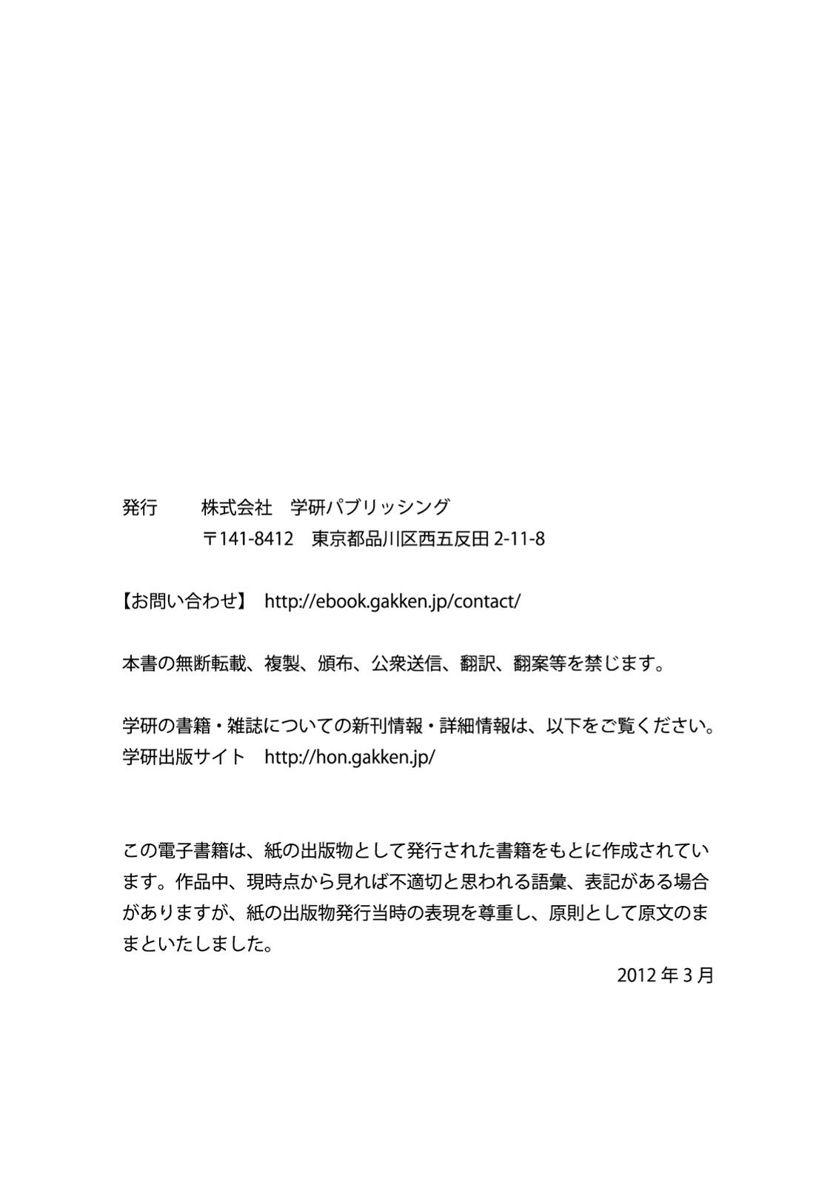 発行　　株式会社　学研パブリッシング
〒141-8412　東京都品川区西五反田 2-11-8
【お問い合わせ】 http://ebook.gakken.jp/contact/
本書の無断転載、複製、頒布、公衆送信、翻訳、翻案等を禁じます。
学研の書籍・雑誌についての新刊情報・詳細情報は、以下をご覧ください。
学研出版サイト　http://hon.gakken.jp/
この電子書籍は、紙の出版物として発行された書籍をもとに作成されてい
ます。作品中、現時点から見れば不適切と思われる語彙、表記がある場合
がありますが、紙の出版物発行当時の表現を尊重し、原則として原文のま
まといたしました。
2012 年 3 月